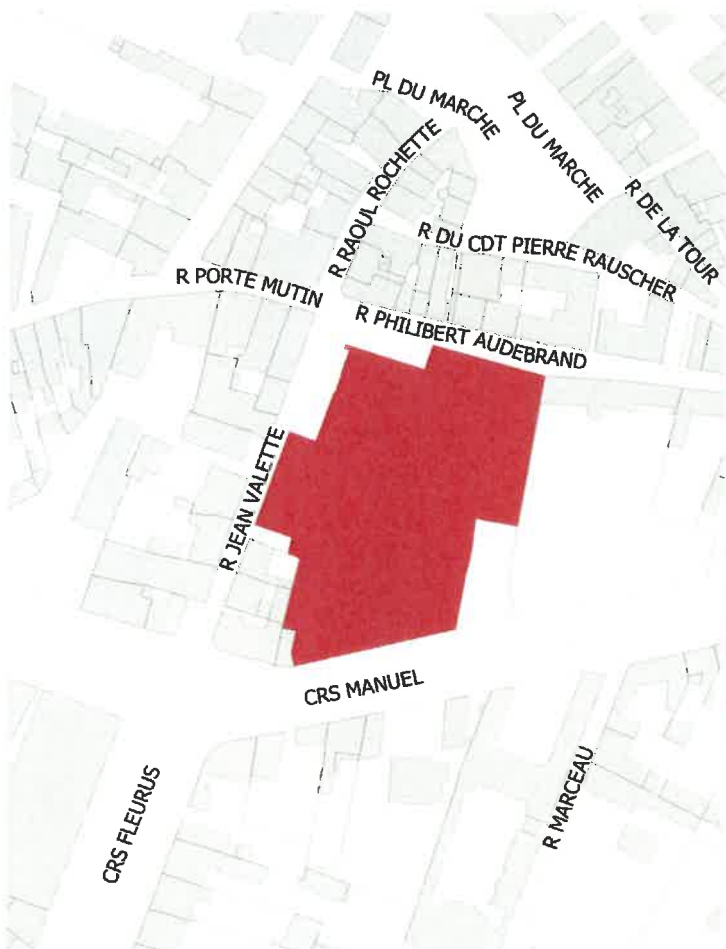 PL DU MARCHE
PL DU MARCHE
R RAOUL ROCHETTE
R DE LA TOUR
R DU CDT PIERRE RAUSCHER
R PORTE MUTIN
R PHILIBERT AUDEBRAND
R JEAN VALETTE
CRS MANUEL
CRS FLEURUS
R MARCEAU